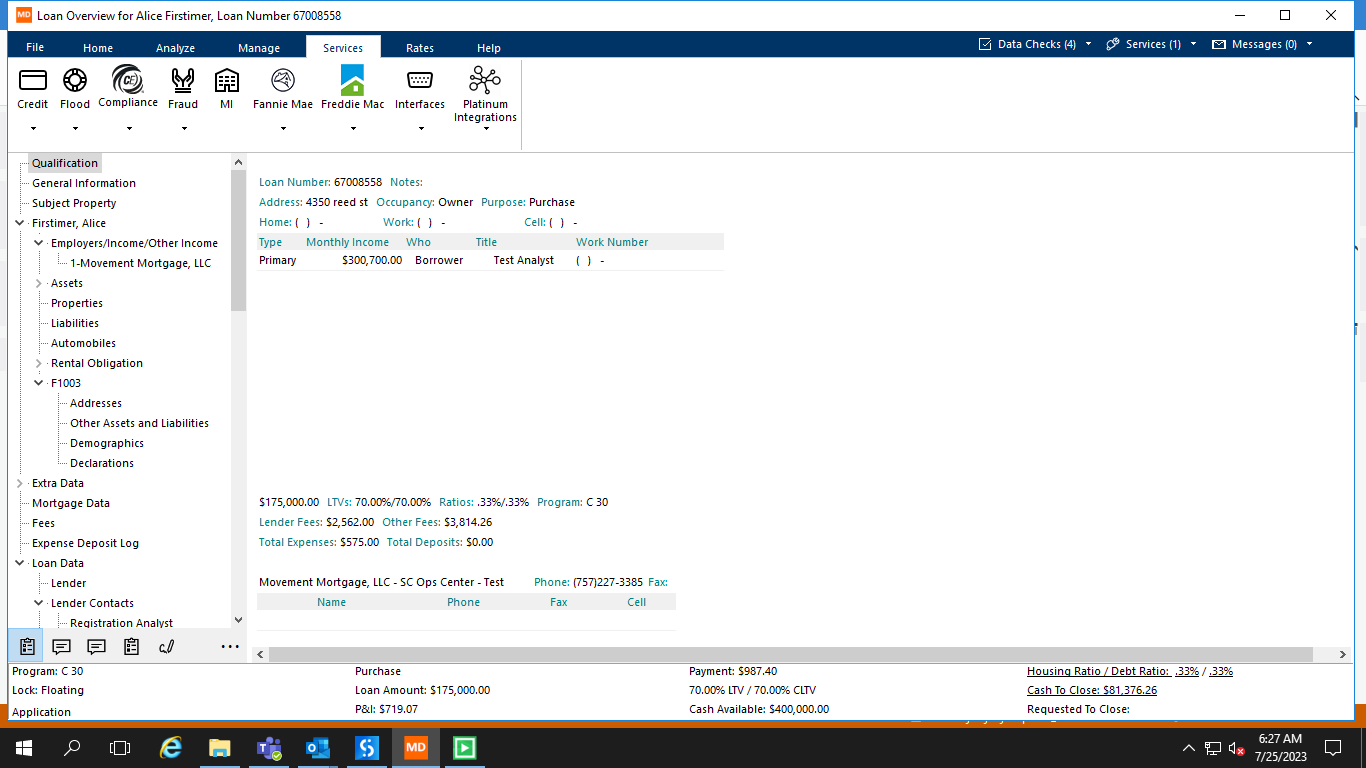 MD Loan Overview for Alice Firstimer, Loan Number 67008558
File Home Analyze Manage Services Rates Help Data Checks (4) Services (1) Messages (0)
Credit Flood Compliance Fraud MI Fannie Mae Freddie Mac Interfaces Platinum Integrations
Qualification
General Information
Subject Property
Firstimer, Alice
Employers/Income/Other Income
1-Movement Mortgage, LLC
Assets
Properties
Liabilities
Automobiles
Rental Obligation
F1003
Addresses
Other Assets and Liabilities
Demographics
Declarations
Extra Data
Mortgage Data
Fees
Expense Deposit Log
Loan Data
Lender
Lender Contacts
Registration Analyst
Loan Number: 67008558 Notes:
Address: 4350 reed st Occupancy: Owner Purpose: Purchase
Home: ( ) - Work: ( ) - Cell: ( ) -
Type Monthly Income Who Title Work Number
Primary $300,700.00 Borrower Test Analyst ( ) -
$175,000.00 LTVs: 70.00%/70.00% Ratios: .33%/.33% Program: C 30
Lender Fees: $2,562.00 Other Fees: $3,814.26
Total Expenses: $575.00 Total Deposits: $0.00
Movement Mortgage, LLC - SC Ops Center - Test Phone: (757)227-3385 Fax:
Name Phone Fax Cell
Program: C 30 Purchase Payment: $987.40 Housing Ratio / Debt Ratio: .33% / .33%
Lock: Floating Loan Amount: $175,000.00 70.00% LTV / 70.00% CLTV Cash To Close: $81,376.26
Application P&I: $719.07 Cash Available: $400,000.00 Requested To Close:
MD
6:27 AM
7/25/2023